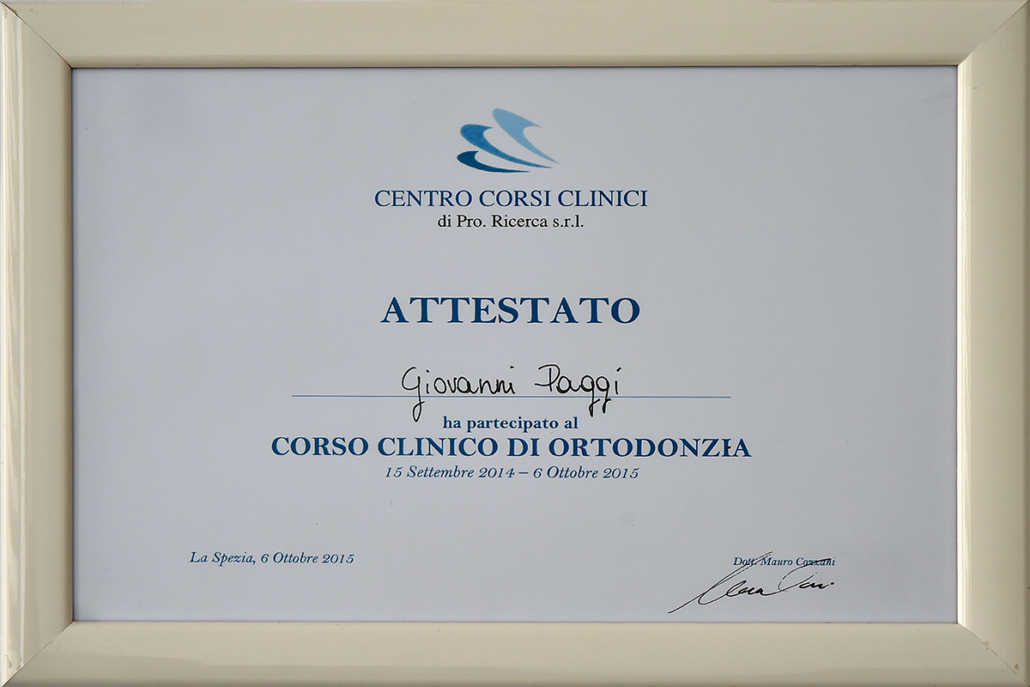 CENTRO CORSI CLINICI
di Pro. Ricerca s.r.l.
ATTESTATO
Giovanni Paggi
ha partecipato al
CORSO CLINICO DI ORTODONZIA
15 Settembre 2014 – 6 Ottobre 2015
La Spezia, 6 Ottobre 2015
Dott. Mauro Cozzani